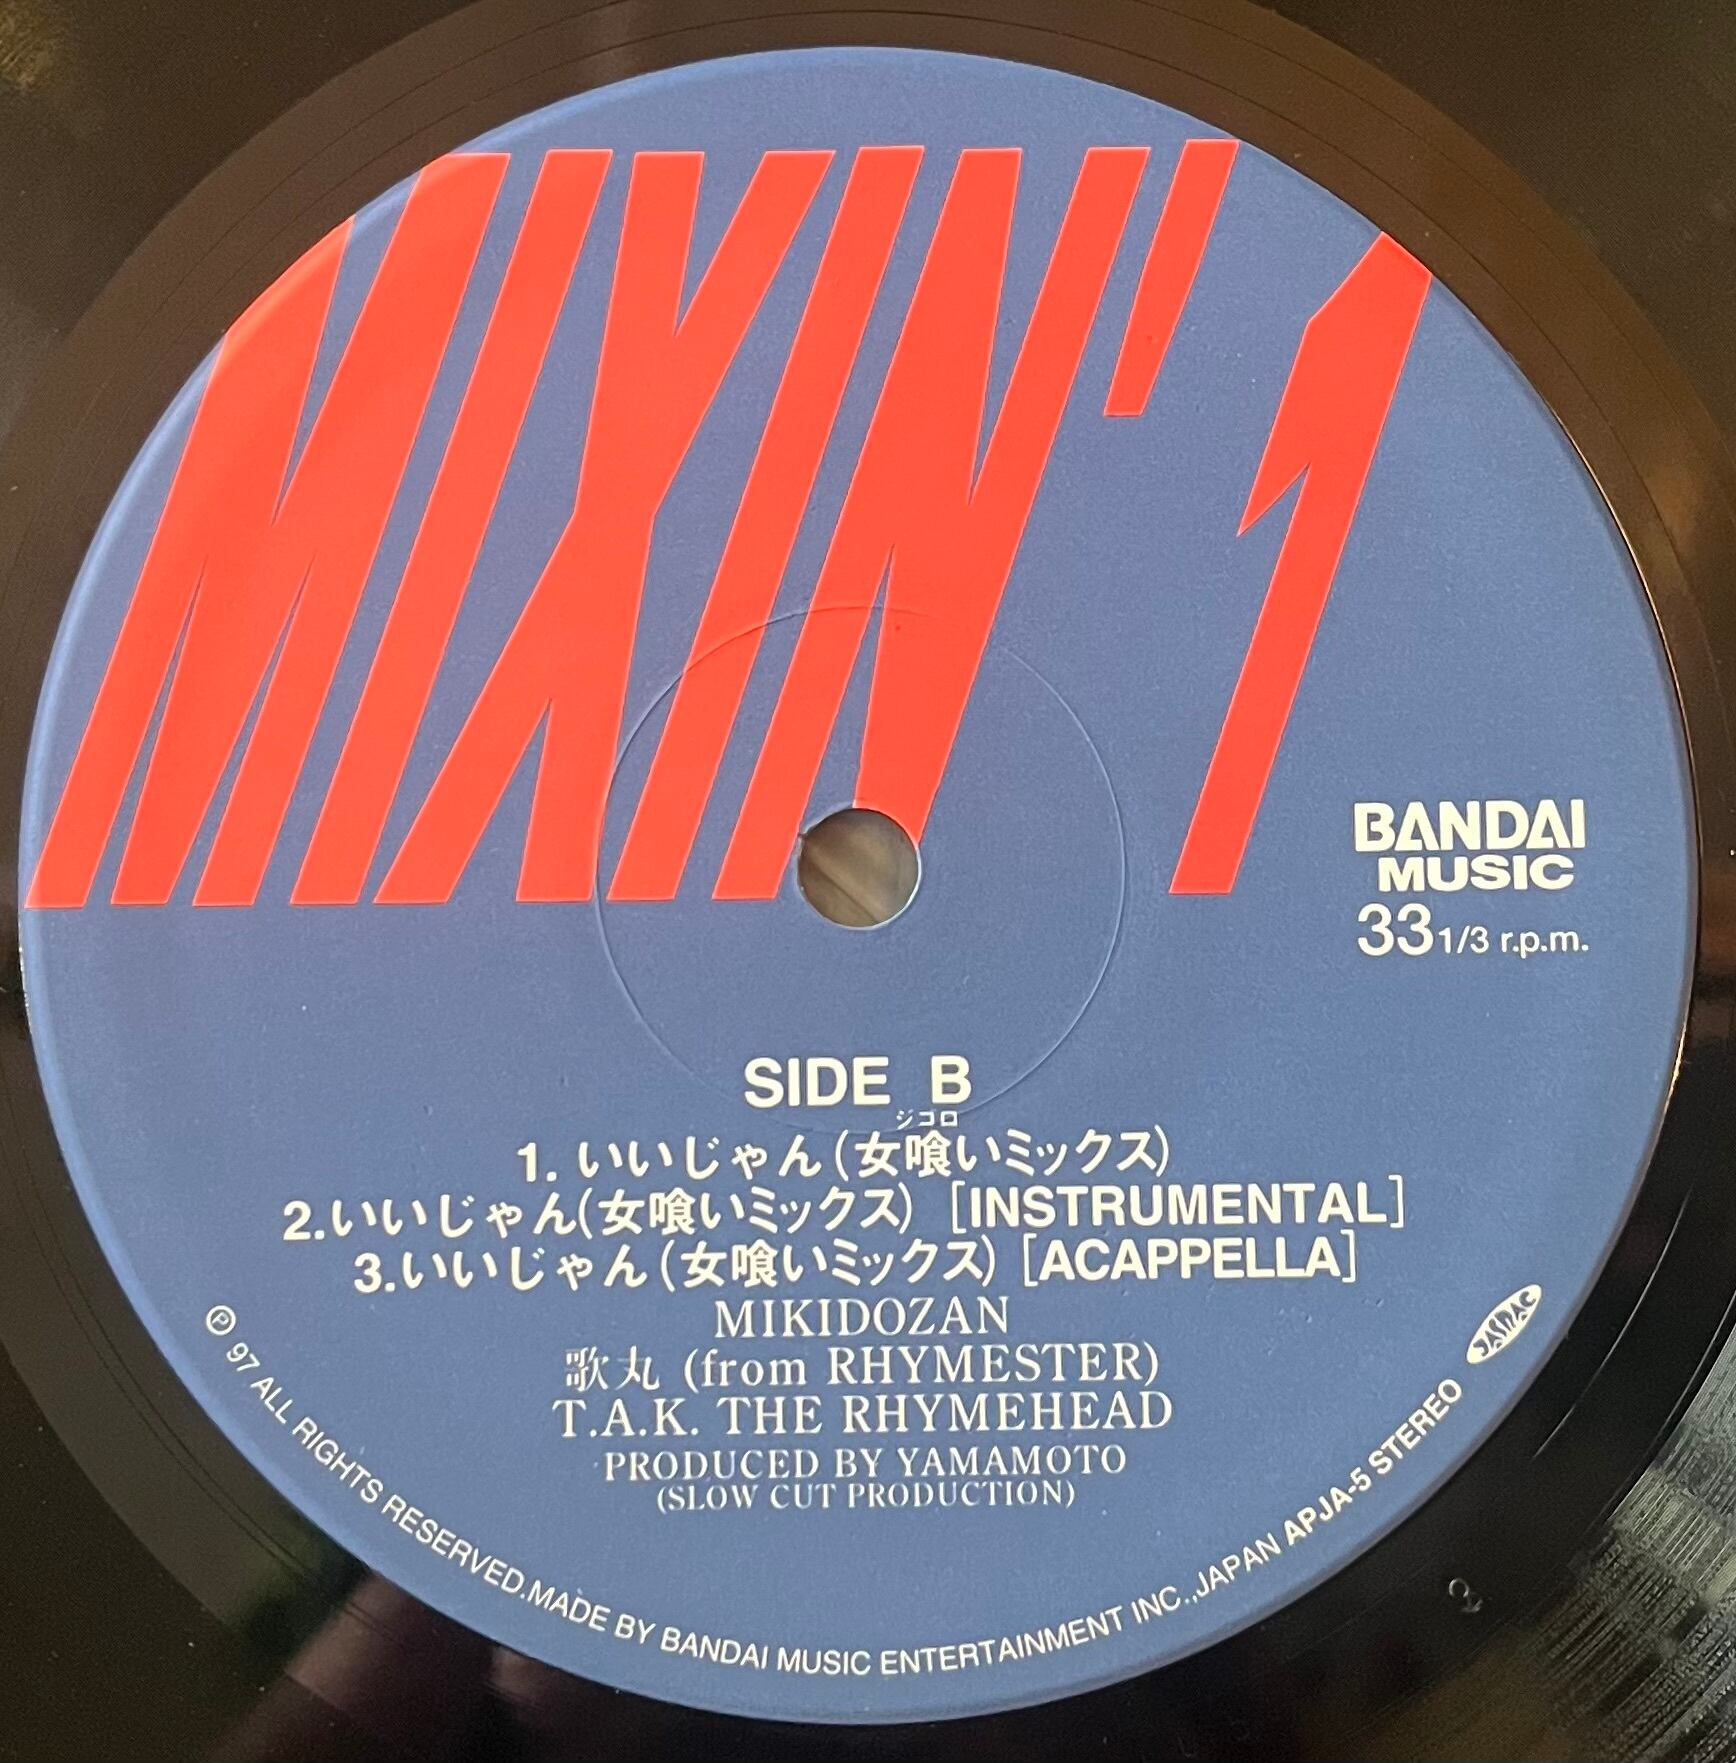 MIXIN' 1
BANDAI
MUSIC
33 1/3 r.p.m.
SIDE B
ジゴロ
1. いいじゃん(女喰いミックス)
2.いいじゃん(女喰いミックス) [INSTRUMENTAL]
3.いいじゃん(女喰いミックス) [ACAPPELLA]
MIKIDOZAN
歌丸 (from RHYMESTER)
T.A.K. THE RHYMEHEAD
PRODUCED BY YAMAMOTO
(SLOW CUT PRODUCTION)
JASRAC
℗ 97 ALL RIGHTS RESERVED.MADE BY BANDAI MUSIC ENTERTAINMENT INC.,JAPAN APJA-5 STEREO
2